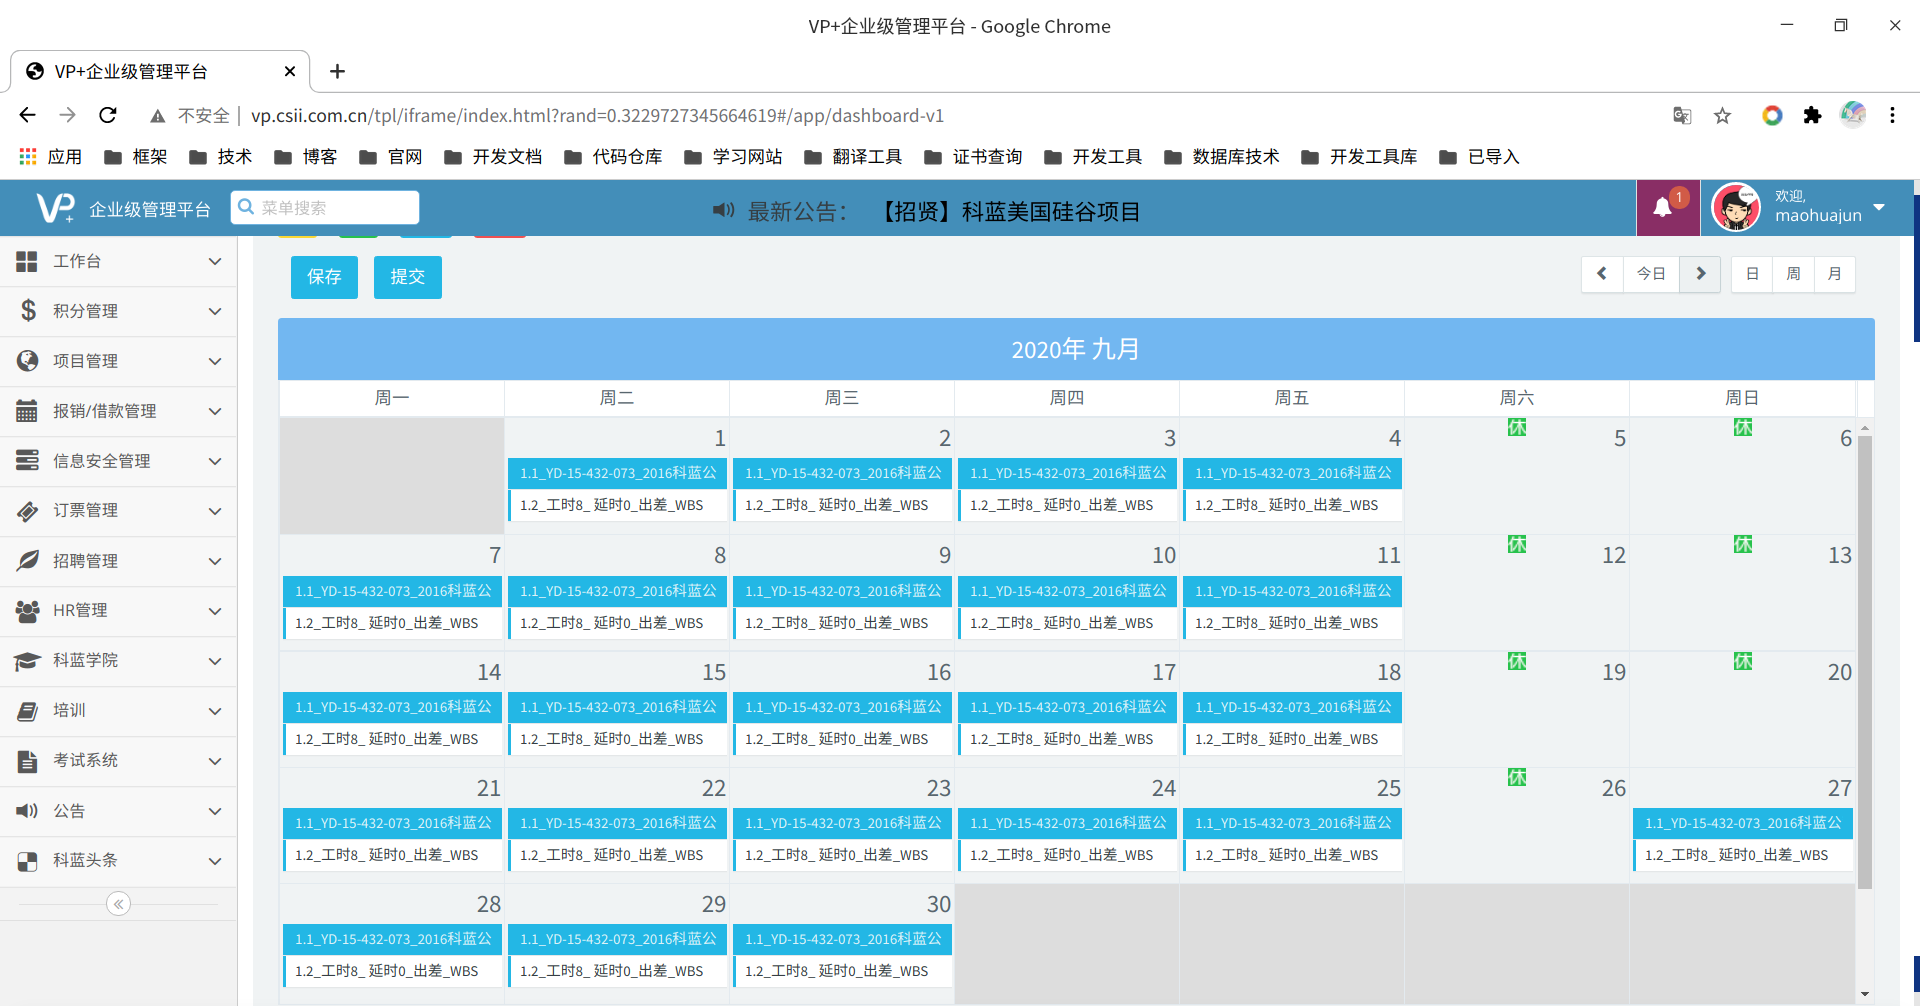 VP+企业级管理平台 - Google Chrome
VP+企业级管理平台
不安全 | vp.csii.com.cn/tpl/iframe/index.html?rand=0.3229727345664619#/app/dashboard-v1
应用 框架 技术 博客 官网 开发文档 代码仓库 学习网站 翻译工具 证书查询 开发工具 数据库技术 开发工具库 已导入
VP+ 企业级管理平台 菜单搜索 最新公告： 【招贤】科蓝美国硅谷项目 1 欢迎, maohuajun
工作台
积分管理
项目管理
报销/借款管理
信息安全管理
订票管理
招聘管理
HR管理
科蓝学院
培训
考试系统
公告
科蓝头条
保存 提交 今日 日 周 月
2020年 九月
周一 周二 周三 周四 周五 周六 周日
1 2 3 4 休 5 休 6
1.1_YD-15-432-073_2016科蓝公 1.1_YD-15-432-073_2016科蓝公 1.1_YD-15-432-073_2016科蓝公 1.1_YD-15-432-073_2016科蓝公
1.2_工时8_ 延时0_出差_WBS 1.2_工时8_ 延时0_出差_WBS 1.2_工时8_ 延时0_出差_WBS 1.2_工时8_ 延时0_出差_WBS
7 8 9 10 11 休 12 休 13
1.1_YD-15-432-073_2016科蓝公 1.1_YD-15-432-073_2016科蓝公 1.1_YD-15-432-073_2016科蓝公 1.1_YD-15-432-073_2016科蓝公 1.1_YD-15-432-073_2016科蓝公
1.2_工时8_ 延时0_出差_WBS 1.2_工时8_ 延时0_出差_WBS 1.2_工时8_ 延时0_出差_WBS 1.2_工时8_ 延时0_出差_WBS 1.2_工时8_ 延时0_出差_WBS
14 15 16 17 18 休 19 休 20
1.1_YD-15-432-073_2016科蓝公 1.1_YD-15-432-073_2016科蓝公 1.1_YD-15-432-073_2016科蓝公 1.1_YD-15-432-073_2016科蓝公 1.1_YD-15-432-073_2016科蓝公
1.2_工时8_ 延时0_出差_WBS 1.2_工时8_ 延时0_出差_WBS 1.2_工时8_ 延时0_出差_WBS 1.2_工时8_ 延时0_出差_WBS 1.2_工时8_ 延时0_出差_WBS
21 22 23 24 25 休 26 27
1.1_YD-15-432-073_2016科蓝公 1.1_YD-15-432-073_2016科蓝公 1.1_YD-15-432-073_2016科蓝公 1.1_YD-15-432-073_2016科蓝公 1.1_YD-15-432-073_2016科蓝公 1.1_YD-15-432-073_2016科蓝公
1.2_工时8_ 延时0_出差_WBS 1.2_工时8_ 延时0_出差_WBS 1.2_工时8_ 延时0_出差_WBS 1.2_工时8_ 延时0_出差_WBS 1.2_工时8_ 延时0_出差_WBS 1.2_工时8_ 延时0_出差_WBS
28 29 30
1.1_YD-15-432-073_2016科蓝公 1.1_YD-15-432-073_2016科蓝公 1.1_YD-15-432-073_2016科蓝公
1.2_工时8_ 延时0_出差_WBS 1.2_工时8_ 延时0_出差_WBS 1.2_工时8_ 延时0_出差_WBS